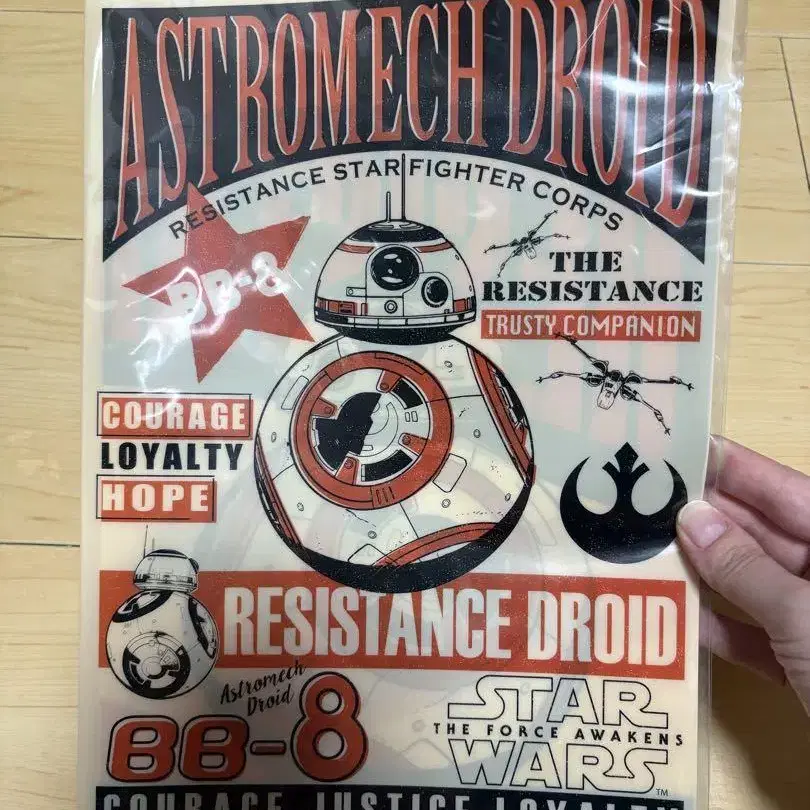 ASTROMECH DROID
RESISTANCE STARFIGHTER CORPS
BB-8
THE
RESISTANCE
TRUSTY COMPANION
COURAGE
LOYALTY
HOPE
RESISTANCE DROID
Astromech
Droid
BB-8
STAR
THE FORCE AWAKENS
WARS
TM
COURAGE JUSTICE LOYALTY